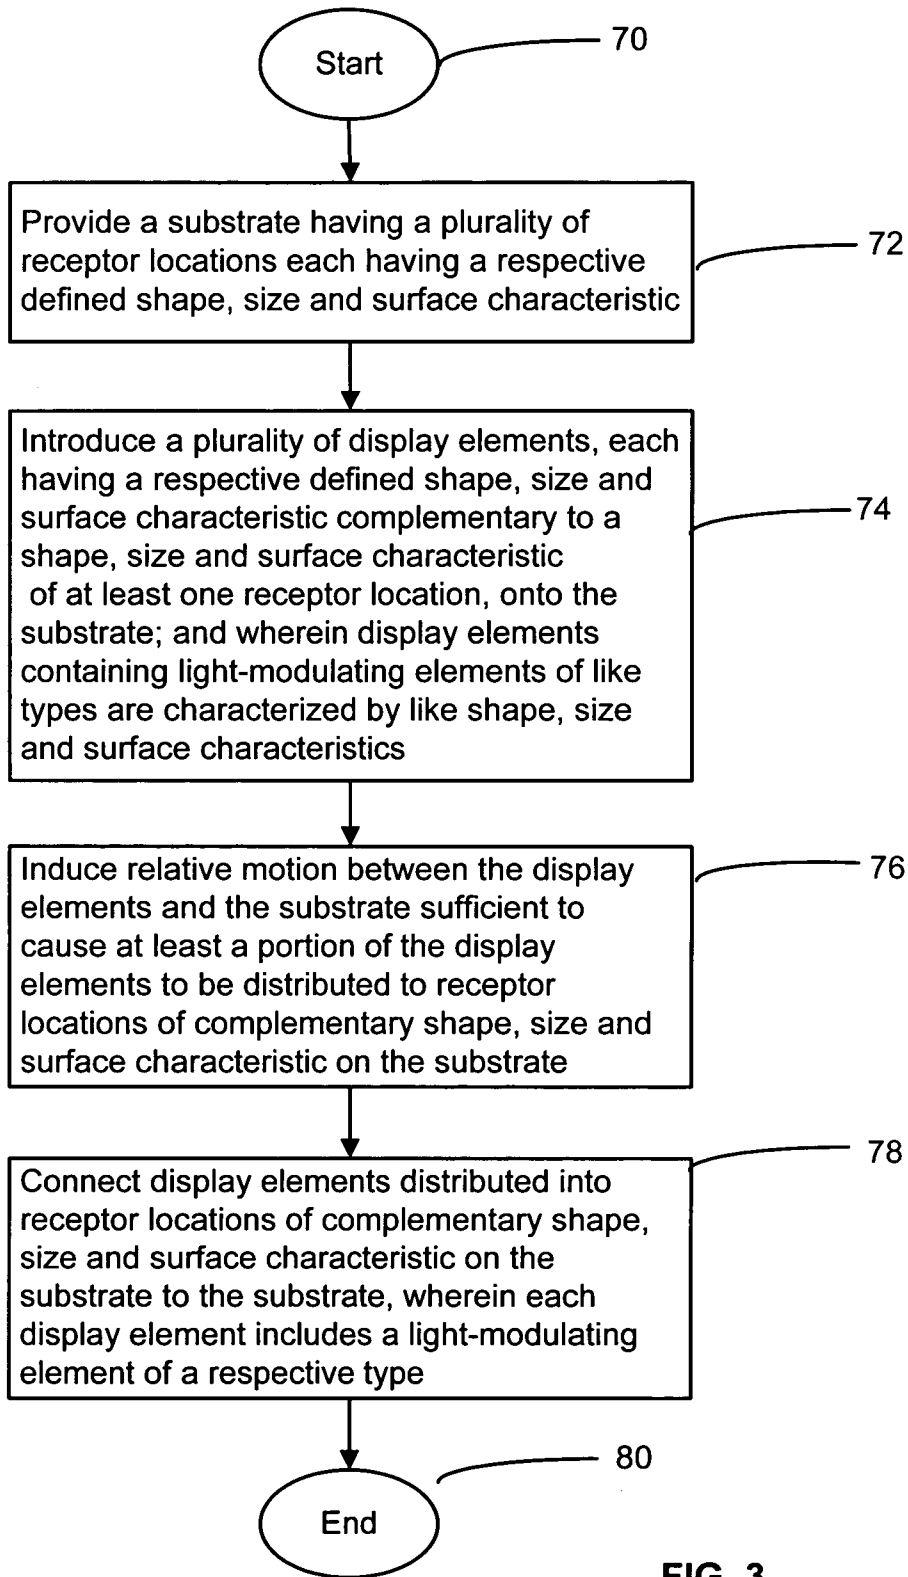 Start
70
Provide a substrate having a plurality of
receptor locations each having a respective
defined shape, size and surface characteristic
72
Introduce a plurality of display elements, each
having a respective defined shape, size and
surface characteristic complementary to a
shape, size and surface characteristic
of at least one receptor location, onto the
substrate; and wherein display elements
containing light-modulating elements of like
types are characterized by like shape, size
and surface characteristics
74
Induce relative motion between the display
elements and the substrate sufficient to
cause at least a portion of the display
elements to be distributed to receptor
locations of complementary shape, size and
surface characteristic on the substrate
76
Connect display elements distributed into
receptor locations of complementary shape,
size and surface characteristic on the
substrate to the substrate, wherein each
display element includes a light-modulating
element of a respective type
78
End
80
FIG. 3